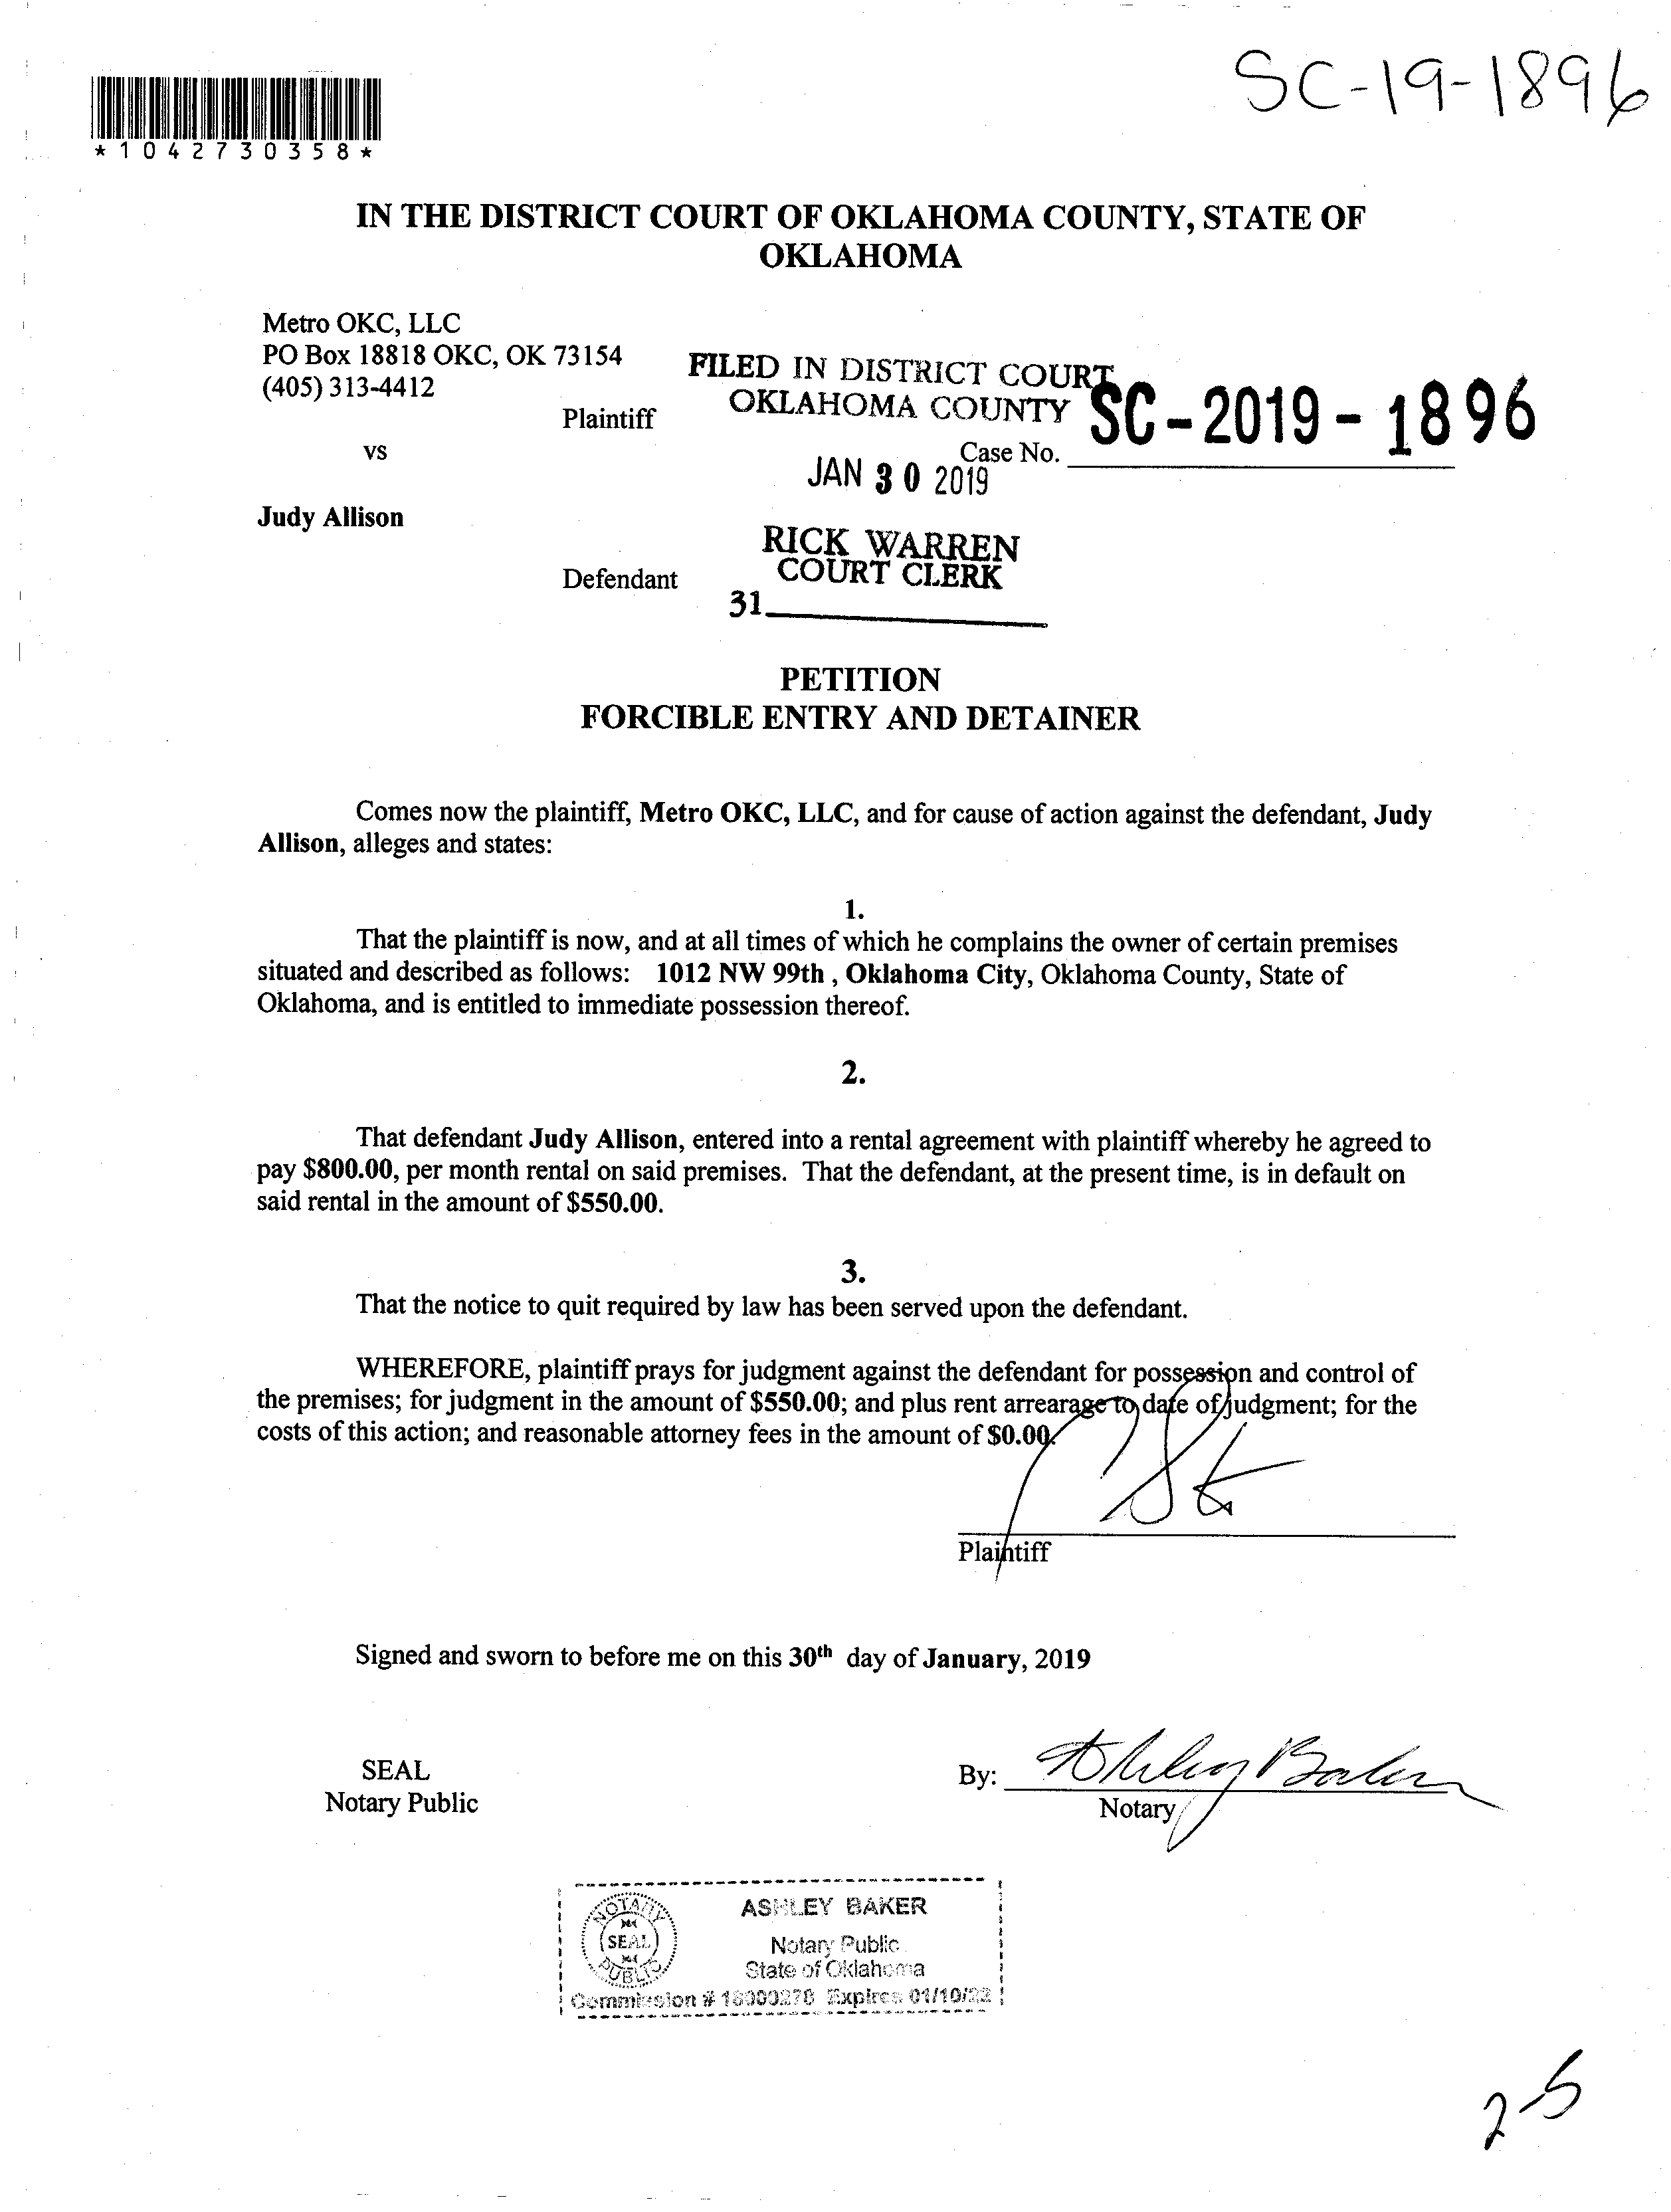 SC-19-1896
*1042730358*
IN THE DISTRICT COURT OF OKLAHOMA COUNTY, STATE OF
OKLAHOMA
Metro OKC, LLC
PO Box 18818 OKC, OK 73154
(405) 313-4412
Plaintiff
vs
Judy Allison
Defendant
FILED IN DISTRICT COURT
OKLAHOMA COUNTY
Case No. SC-2019-1896
JAN 30 2019
RICK WARREN
COURT CLERK
31
PETITION
FORCIBLE ENTRY AND DETAINER
Comes now the plaintiff, Metro OKC, LLC, and for cause of action against the defendant, Judy
Allison, alleges and states:
1.
That the plaintiff is now, and at all times of which he complains the owner of certain premises
situated and described as follows: 1012 NW 99th , Oklahoma City, Oklahoma County, State of
Oklahoma, and is entitled to immediate possession thereof.
2.
That defendant Judy Allison, entered into a rental agreement with plaintiff whereby he agreed to
pay $800.00, per month rental on said premises. That the defendant, at the present time, is in default on
said rental in the amount of $550.00.
3.
That the notice to quit required by law has been served upon the defendant.
WHEREFORE, plaintiff prays for judgment against the defendant for possession and control of
the premises; for judgment in the amount of $550.00; and plus rent arrearage to date of judgment; for the
costs of this action; and reasonable attorney fees in the amount of $0.00.
Plaintiff
Signed and sworn to before me on this 30th day of January, 2019
SEAL
Notary Public
By: Ashley Baker
Notary
NOTARY
SEAL
PUBLIC
ASHLEY BAKER
Notary Public
State of Oklahoma
Commission # Expires 01/10/22